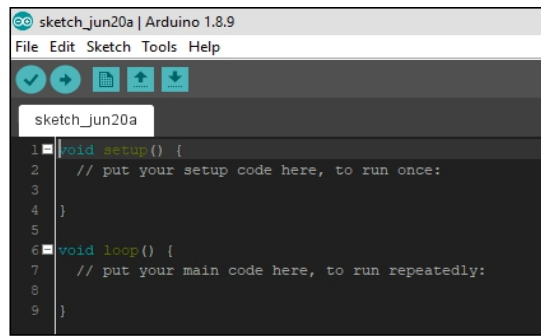 sketch_jun20a | Arduino 1.8.9
File Edit Sketch Tools Help
sketch_jun20a
1 void setup() {
2 // put your setup code here, to run once:
3
4 }
5
6 void loop() {
7 // put your main code here, to run repeatedly:
8
9 }